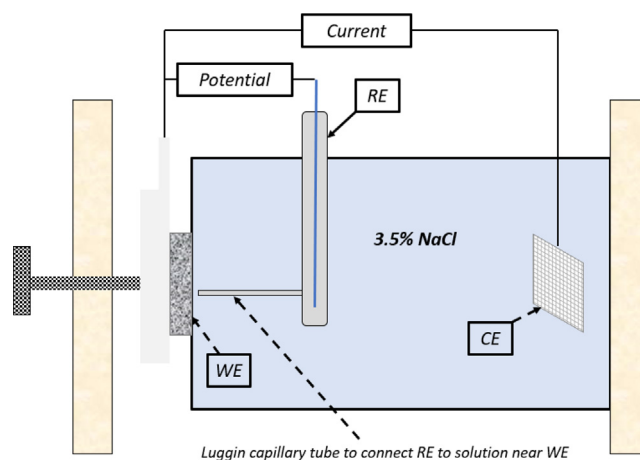 Current
Potential
RE
3.5% NaCl
CE
WE
Luggin capillary tube to connect RE to solution near WE